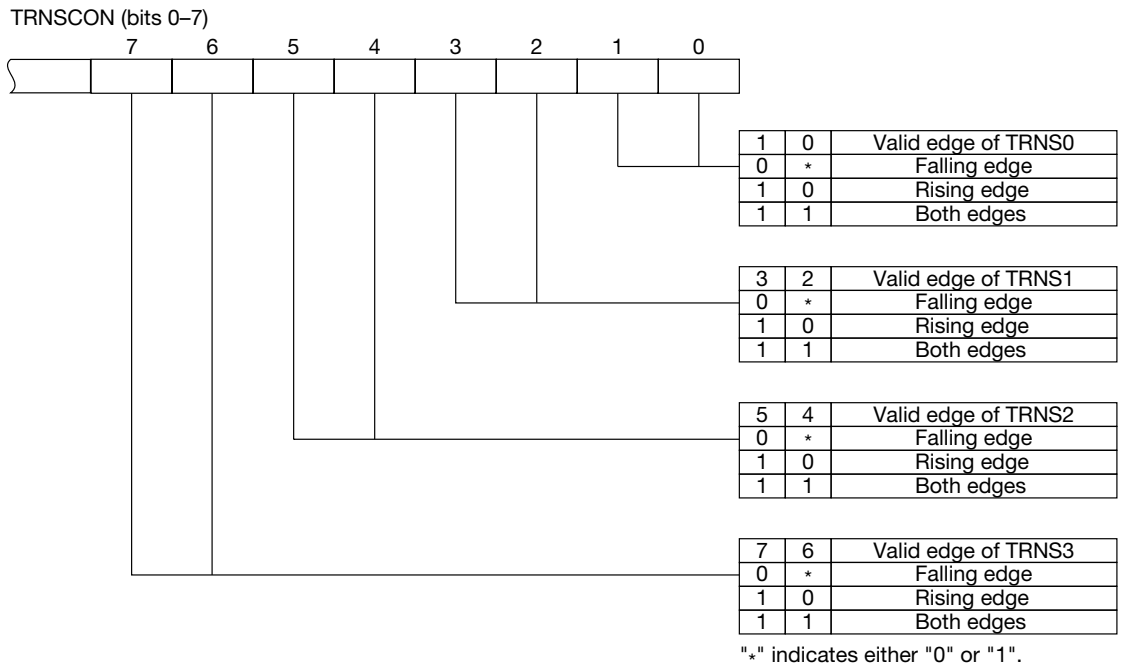 TRNSCON (bits 0–7)
7 6 5 4 3 2 1 0
1 0 Valid edge of TRNS0
0 * Falling edge
1 0 Rising edge
1 1 Both edges
3 2 Valid edge of TRNS1
0 * Falling edge
1 0 Rising edge
1 1 Both edges
5 4 Valid edge of TRNS2
0 * Falling edge
1 0 Rising edge
1 1 Both edges
7 6 Valid edge of TRNS3
0 * Falling edge
1 0 Rising edge
1 1 Both edges
"*" indicates either "0" or "1".